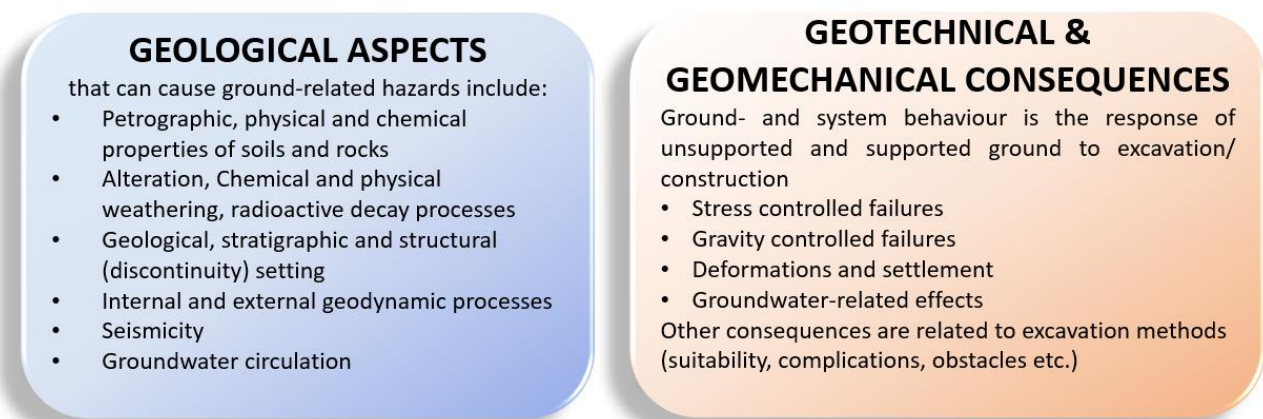 GEOLOGICAL ASPECTS
that can cause ground-related hazards include:
• Petrographic, physical and chemical
properties of soils and rocks
• Alteration, Chemical and physical
weathering, radioactive decay processes
• Geological, stratigraphic and structural
(discontinuity) setting
• Internal and external geodynamic processes
• Seismicity
• Groundwater circulation
GEOTECHNICAL &
GEOMECHANICAL CONSEQUENCES
Ground- and system behaviour is the response of
unsupported and supported ground to excavation/
construction
• Stress controlled failures
• Gravity controlled failures
• Deformations and settlement
• Groundwater-related effects
Other consequences are related to excavation methods
(suitability, complications, obstacles etc.)